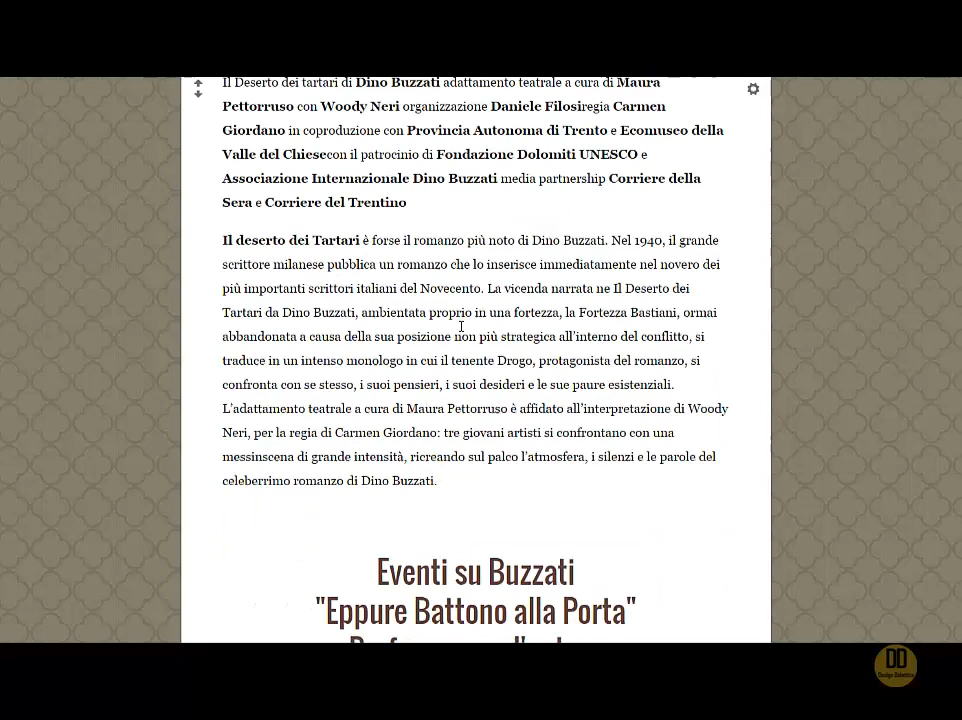 Il Deserto dei tartari di Dino Buzzati adattamento teatrale a cura di Maura
Pettorruso con Woody Neri organizzazione Daniele Filosiregia Carmen
Giordano in coproduzione con Provincia Autonoma di Trento e Ecomuseo della
Valle del Chiesecon il patrocinio di Fondazione Dolomiti UNESCO e
Associazione Internazionale Dino Buzzati media partnership Corriere della
Sera e Corriere del Trentino
Il deserto dei Tartari è forse il romanzo più noto di Dino Buzzati. Nel 1940, il grande
scrittore milanese pubblica un romanzo che lo inserisce immediatamente nel novero dei
più importanti scrittori italiani del Novecento. La vicenda narrata ne Il Deserto dei
Tartari da Dino Buzzati, ambientata proprio in una fortezza, la Fortezza Bastiani, ormai
abbandonata a causa della sua posizione non più strategica all'interno del conflitto, si
traduce in un intenso monologo in cui il tenente Drogo, protagonista del romanzo, si
confronta con se stesso, i suoi pensieri, i suoi desideri e le sue paure esistenziali.
L'adattamento teatrale a cura di Maura Pettorruso è affidato all'interpretazione di Woody
Neri, per la regia di Carmen Giordano: tre giovani artisti si confrontano con una
messinscena di grande intensità, ricreando sul palco l'atmosfera, i silenzi e le parole del
celeberrimo romanzo di Dino Buzzati.
Eventi su Buzzati
"Eppure Battono alla Porta"
DD
Design Didattico